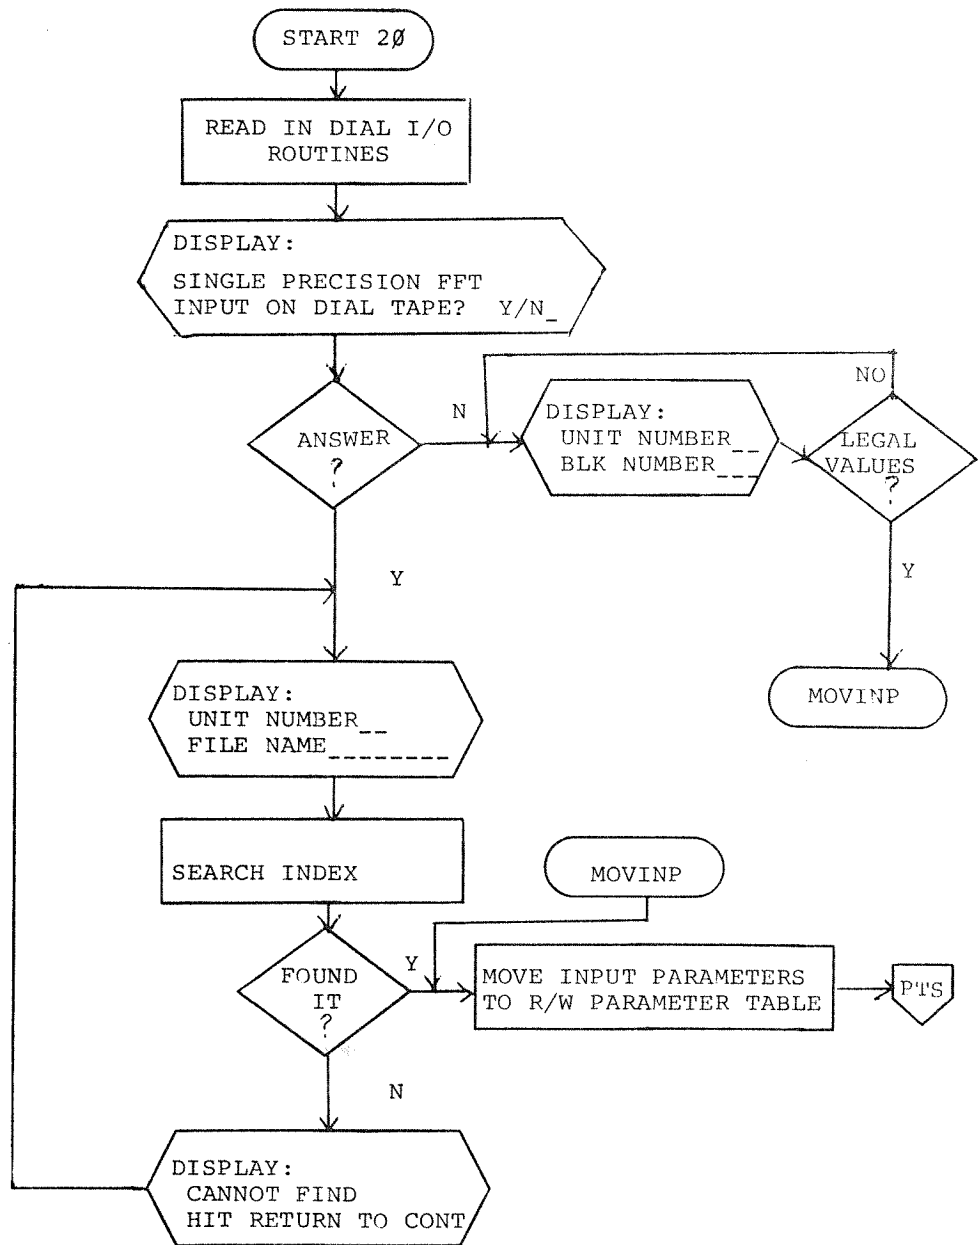 START 2Ø
READ IN DIAL I/O
ROUTINES
DISPLAY:
SINGLE PRECISION FFT
INPUT ON DIAL TAPE? Y/N_
ANSWER
?
N
DISPLAY:
UNIT NUMBER__
BLK NUMBER___
NO
LEGAL
VALUES
?
Y
MOVINP
Y
DISPLAY:
UNIT NUMBER__
FILE NAME________
SEARCH INDEX
MOVINP
FOUND
IT
?
Y
MOVE INPUT PARAMETERS
TO R/W PARAMETER TABLE
PTS
N
DISPLAY:
CANNOT FIND
HIT RETURN TO CONT